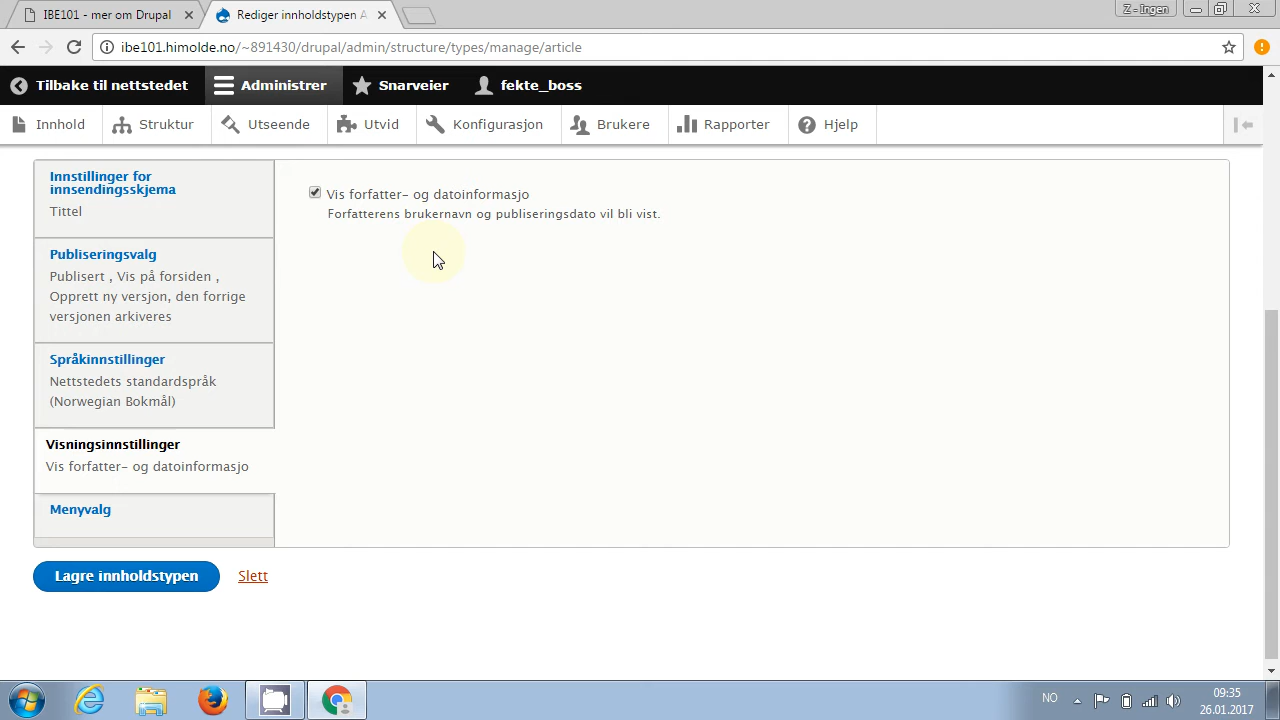 IBE101 - mer om Drupal
Rediger innholdstypen A
Z - Ingen
ibe101.himolde.no/~891430/drupal/admin/structure/types/manage/article
Tilbake til nettstedet
Administrer
Snarveier
fekte_boss
Innhold
Struktur
Utseende
Utvid
Konfigurasjon
Brukere
Rapporter
Hjelp
Innstillinger for
innsendingsskjema
Tittel
Publiseringsvalg
Publisert , Vis på forsiden ,
Opprett ny versjon, den forrige
versjonen arkiveres
Språkinnstillinger
Nettstedets standardspråk
(Norwegian Bokmål)
Visningsinnstillinger
Vis forfatter- og datoinformasjo
Menyvalg
Vis forfatter- og datoinformasjo
Forfatterens brukernavn og publiseringsdato vil bli vist.
Lagre innholdstypen
Slett
NO
09:35
26.01.2017